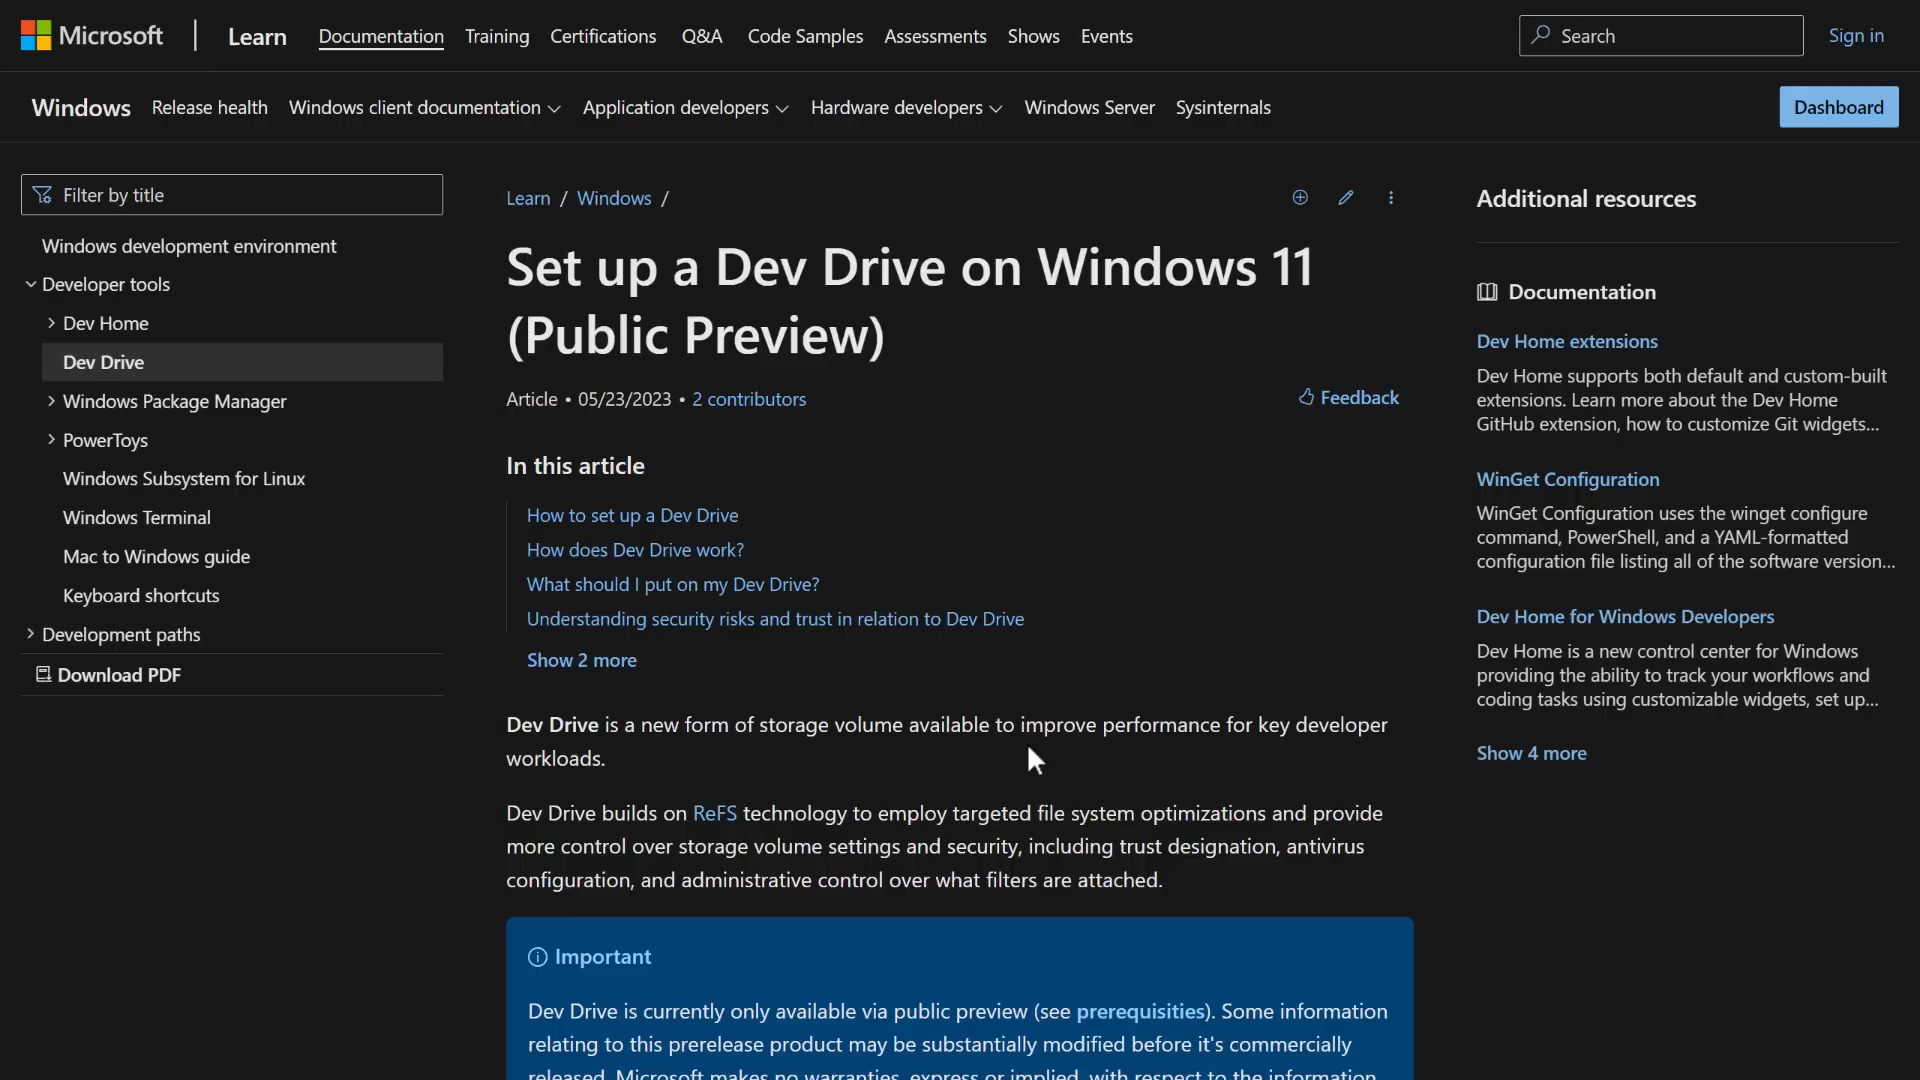 Microsoft
Learn Documentation Training Certifications Q&A Code Samples Assessments Shows Events
Search
Sign in
Windows Release health Windows client documentation Application developers Hardware developers Windows Server Sysinternals
Dashboard
Filter by title
Windows development environment
Developer tools
Dev Home
Dev Drive
Windows Package Manager
PowerToys
Windows Subsystem for Linux
Windows Terminal
Mac to Windows guide
Keyboard shortcuts
Development paths
Download PDF
Learn / Windows /
Set up a Dev Drive on Windows 11
(Public Preview)
Article • 05/23/2023 • 2 contributors
Feedback
In this article
How to set up a Dev Drive
How does Dev Drive work?
What should I put on my Dev Drive?
Understanding security risks and trust in relation to Dev Drive
Show 2 more
Dev Drive is a new form of storage volume available to improve performance for key developer
workloads.
Dev Drive builds on ReFS technology to employ targeted file system optimizations and provide
more control over storage volume settings and security, including trust designation, antivirus
configuration, and administrative control over what filters are attached.
Important
Dev Drive is currently only available via public preview (see prerequisities). Some information
relating to this prerelease product may be substantially modified before it's commercially
released. Microsoft makes no warranties, express or implied, with respect to the information
Additional resources
Documentation
Dev Home extensions
Dev Home supports both default and custom-built
extensions. Learn more about the Dev Home
GitHub extension, how to customize Git widgets...
WinGet Configuration
WinGet Configuration uses the winget configure
command, PowerShell, and a YAML-formatted
configuration file listing all of the software version...
Dev Home for Windows Developers
Dev Home is a new control center for Windows
providing the ability to track your workflows and
coding tasks using customizable widgets, set up...
Show 4 more